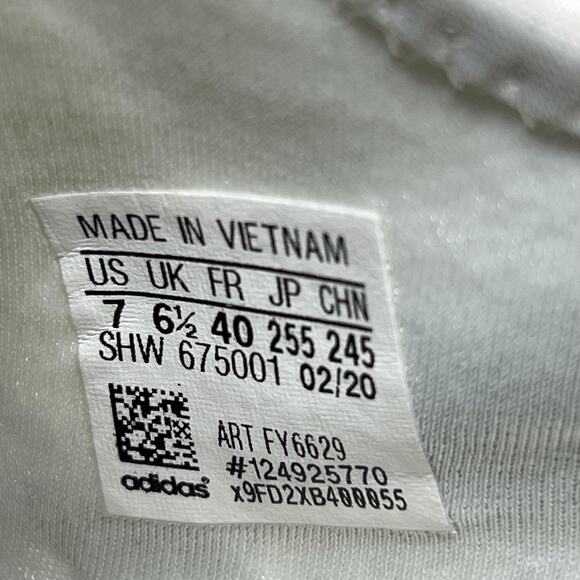 MADE IN VIETNAM
US UK FR JP CHN
7 6½ 40 255 245
SHW 675001 02/20
ART FY6629
#124925770
adidas x9FD2XB400055